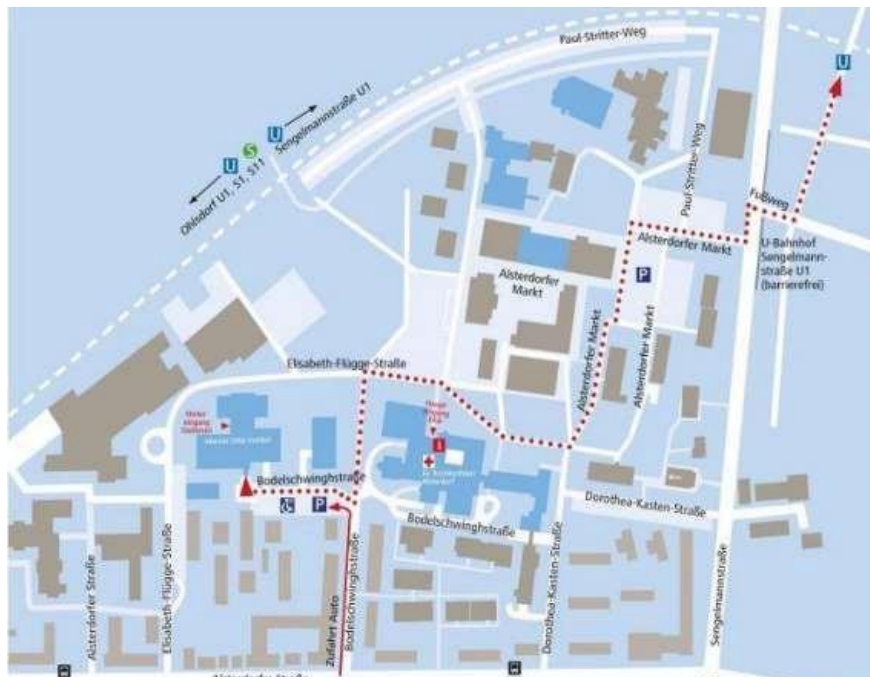 Paul-Stritter-Weg
U
Sengelmannstraße U1
U
S
U
Ohlsdorf U1, S1, S11
Paul-Stritter-Weg
Fußweg
Alsterdorfer Markt
U-Bahnhof
Sengelmann-
straße U1
(barrierefrei)
P
Alsterdorfer
Markt
Alsterdorfer Markt
Alsterdorfer Markt
Elisabeth-Flügge-Straße
i
Bodelschwinghstraße
P
Bodelschwinghstraße
Dorothea-Kasten-Straße
Alsterdorfer Straße
Elisabeth-Flügge-Straße
Zufahrt Auto
Bodelschwinghstraße
Dorothea-Kasten-Straße
Sengelmannstraße
Alsterdorfer Straße